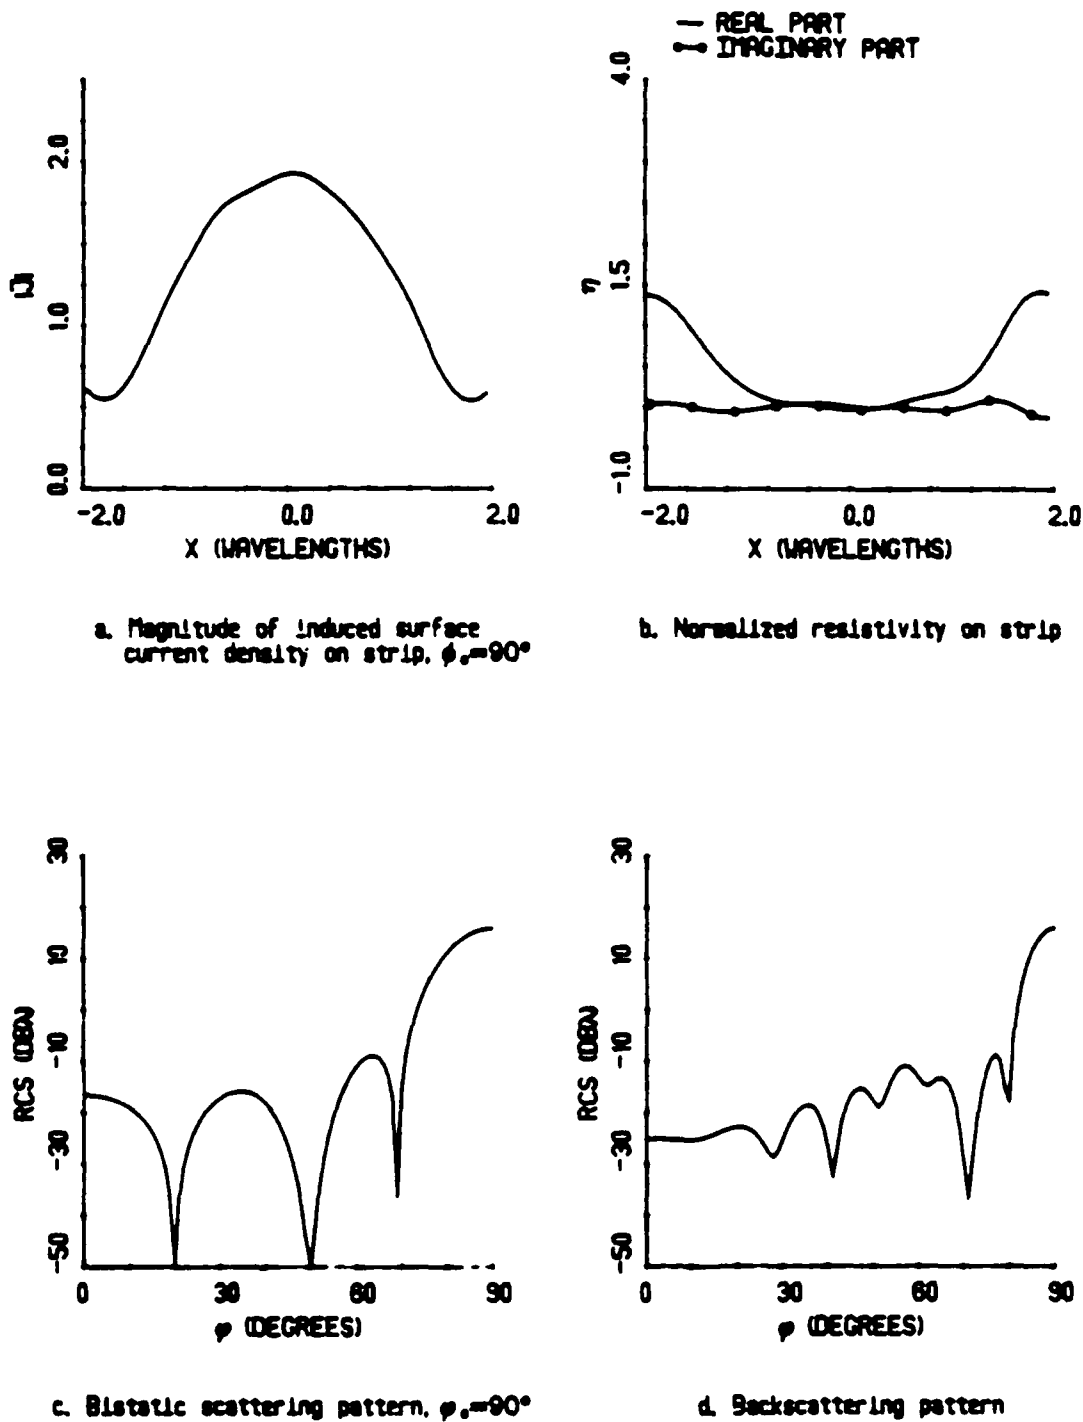 REAL PART
IMAGINARY PART
2.0
1.0
0.0
|J|
-2.0 0.0 2.0
X (WAVELENGTHS)
a. Magnitude of induced surface
current density on strip, ϕ₀=90°
4.0
1.5
-1.0
η
-2.0 0.0 2.0
X (WAVELENGTHS)
b. Normalized resistivity on strip
30
10
-10
-30
-50
RCS (DBλ)
0 30 60 90
φ (DEGREES)
c. Bistatic scattering pattern, φ₀=90°
30
10
-10
-30
-50
RCS (DBλ)
0 30 60 90
φ (DEGREES)
d. Backscattering pattern